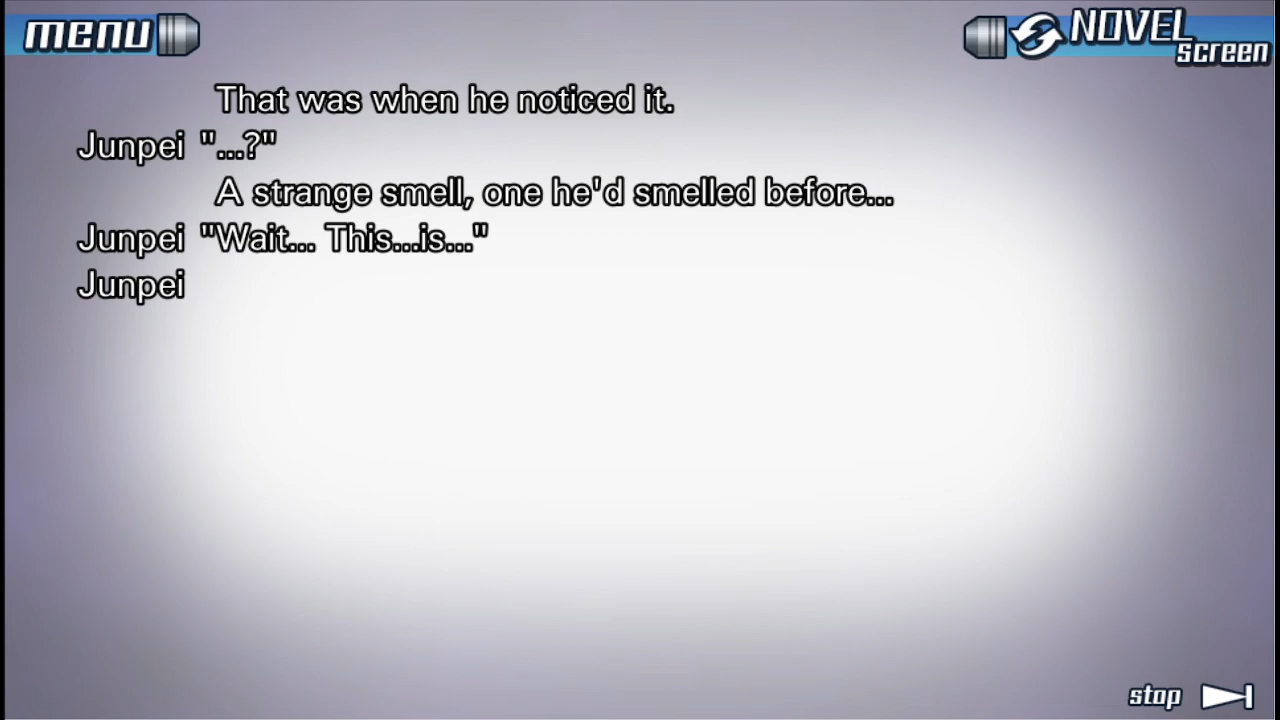 menu
NOVEL
screen
That was when he noticed it.
Junpei "...?"
A strange smell, one he'd smelled before...
Junpei "Wait... This...is..."
Junpei
stop